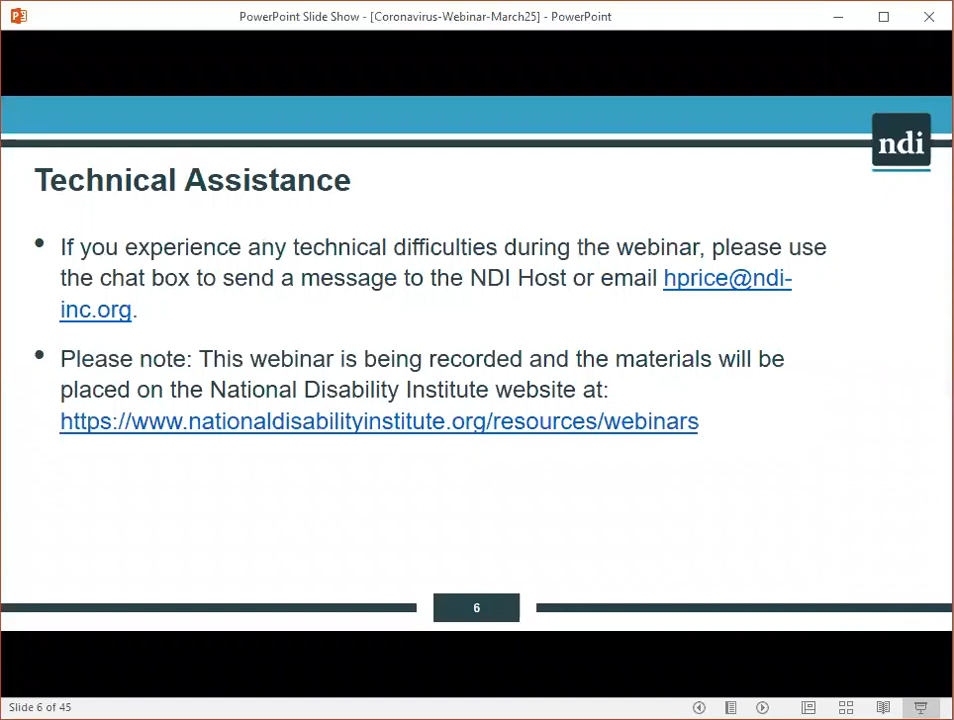 PowerPoint Slide Show - [Coronavirus-Webinar-March25] - PowerPoint
ndi
Technical Assistance
• If you experience any technical difficulties during the webinar, please use
the chat box to send a message to the NDI Host or email hprice@ndi-
inc.org.
• Please note: This webinar is being recorded and the materials will be
placed on the National Disability Institute website at:
https://www.nationaldisabilityinstitute.org/resources/webinars
6
Slide 6 of 45